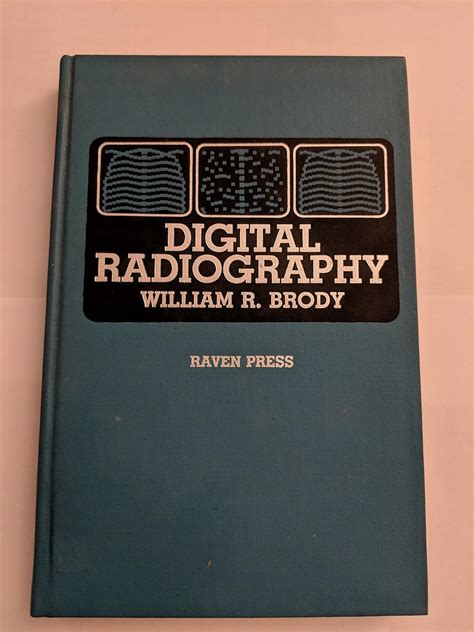 DIGITAL
RADIOGRAPHY
WILLIAM R. BRODY
RAVEN PRESS